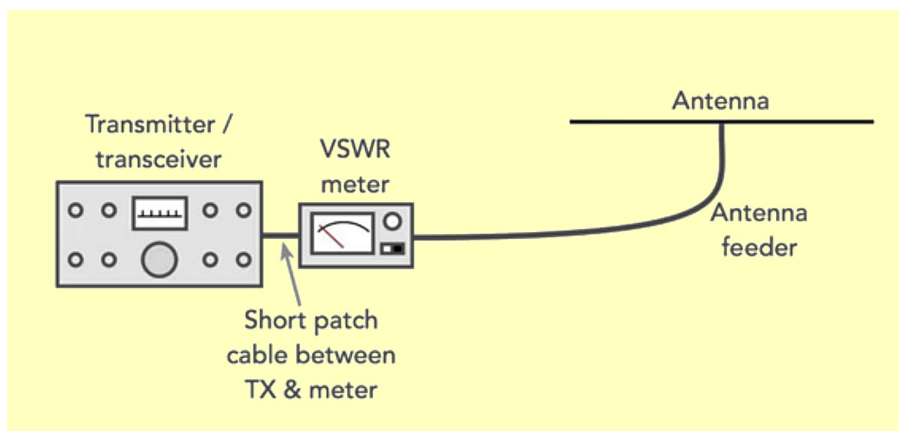 Transmitter /
transceiver
VSWR
meter
Antenna
Antenna
feeder
Short patch
cable between
TX & meter